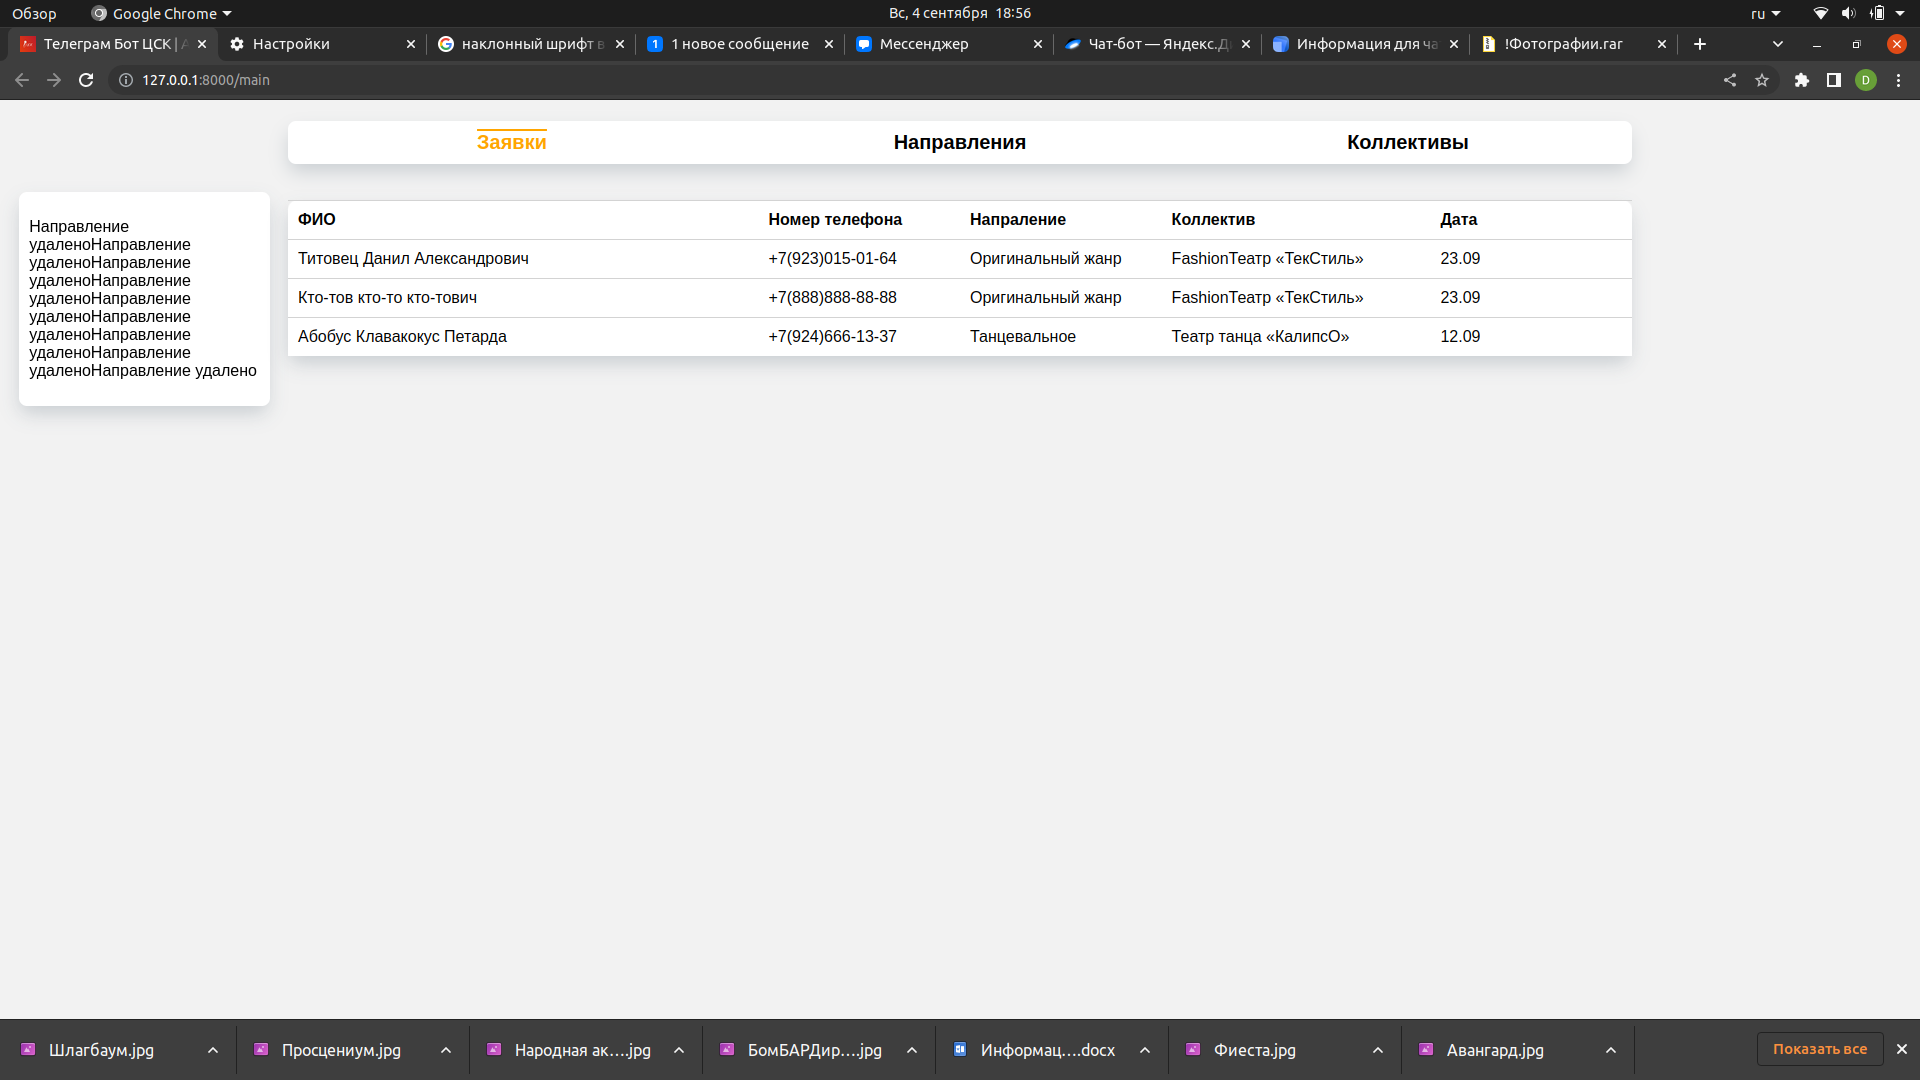 Обзор
Google Chrome
Вс, 4 сентября 18:56
ru
Телеграм Бот ЦСК | А
Настройки
наклонный шрифт в
1 новое сообщение
Мессенджер
Чат-бот — Яндекс.Д
Информация для ча
!Фотографии.rar
127.0.0.1:8000/main
Заявки
Направления
Коллективы
Направление
удаленоНаправление
удаленоНаправление
удаленоНаправление
удаленоНаправление
удаленоНаправление
удаленоНаправление
удаленоНаправление
удаленоНаправление удалено
ФИО Номер телефона Напраление Коллектив Дата
Титовец Данил Александрович +7(923)015-01-64 Оригинальный жанр FashionТеатр «ТекСтиль» 23.09
Кто-тов кто-то кто-тович +7(888)888-88-88 Оригинальный жанр FashionТеатр «ТекСтиль» 23.09
Абобус Клавакокус Петарда +7(924)666-13-37 Танцевальное Театр танца «КалипсО» 12.09
Шлагбаум.jpg
Просцениум.jpg
Народная ак....jpg
БомБАРДир....jpg
Информац....docx
Фиеста.jpg
Авангард.jpg
Показать все